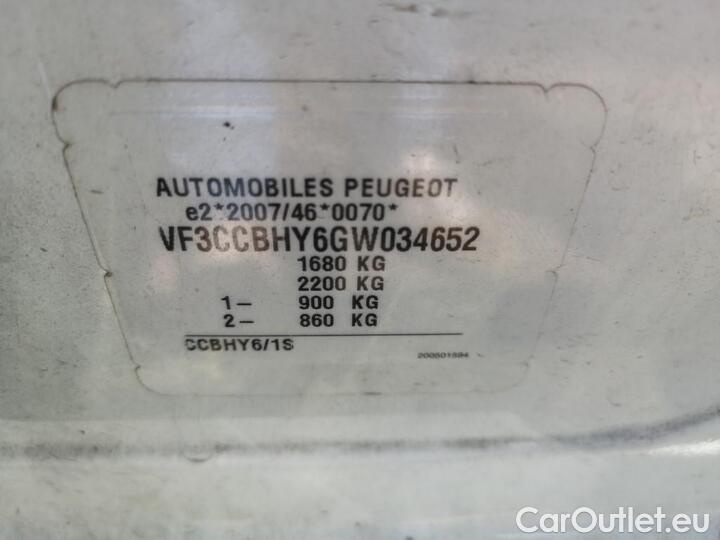 AUTOMOBILES PEUGEOT
e2*2007/46*0070*
VF3CCBHY6GW034652
1680 KG
2200 KG
1- 900 KG
2- 860 KG
CCBHY6/1S
200501594
CarOutlet.eu